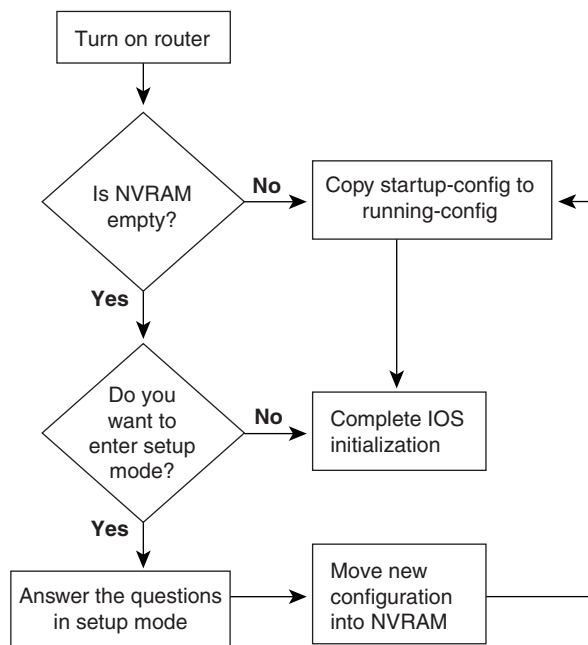 Turn on router
Is NVRAM
empty?
No
Copy startup-config to
running-config
Yes
Do you
want to
enter setup
mode?
No
Complete IOS
initialization
Yes
Answer the questions
in setup mode
Move new
configuration
into NVRAM